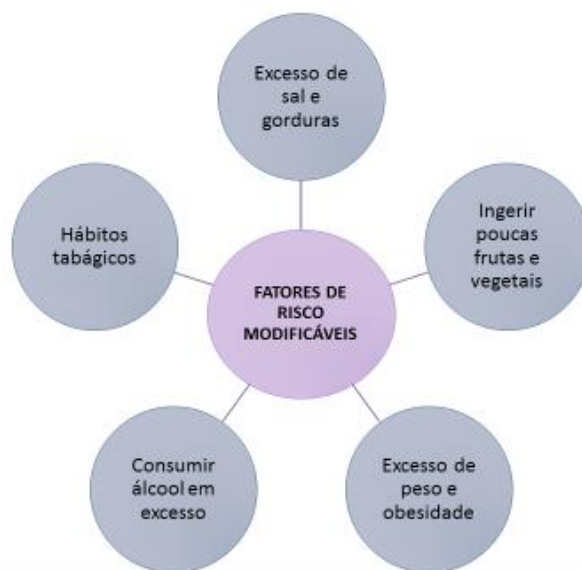 Excesso de
sal e
gorduras
Hábitos
tabágicos
Ingerir
poucas
frutas e
vegetais
FATORES DE
RISCO
MODIFICÁVEIS
Consumir
álcool em
excesso
Excesso de
peso e
obesidade